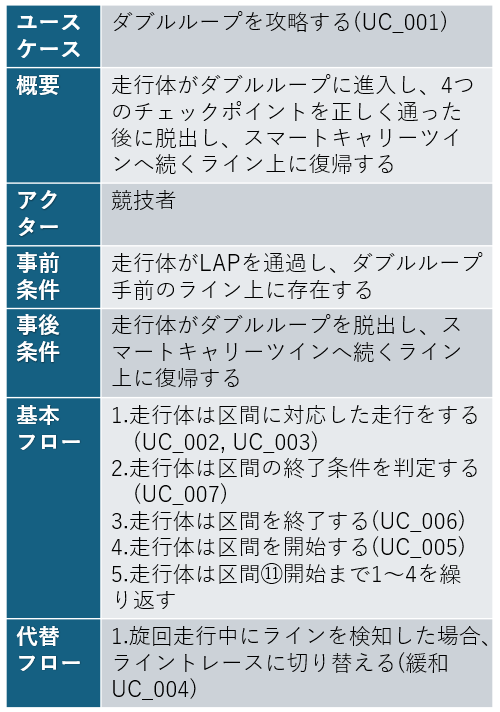 ユースケース
ダブルループを攻略する(UC_001)
概要
走行体がダブルループに進入し、4つ
のチェックポイントを正しく通った
後に脱出し、スマートキャリーツイ
ンへ続くライン上に復帰する
アクター
競技者
事前条件
走行体がLAPを通過し、ダブルループ
手前のライン上に存在する
事後条件
走行体がダブルループを脱出し、ス
マートキャリーツインへ続くライン
上に復帰する
基本フロー
1.走行体は区間に対応した走行をする
(UC_002, UC_003)
2.走行体は区間の終了条件を判定する
(UC_007)
3.走行体は区間を終了する(UC_006)
4.走行体は区間を開始する(UC_005)
5.走行体は区間⑪開始まで1～4を繰
り返す
代替フロー
1.旋回走行中にラインを検知した場合、
ライントレースに切り替える(緩和
UC_004)